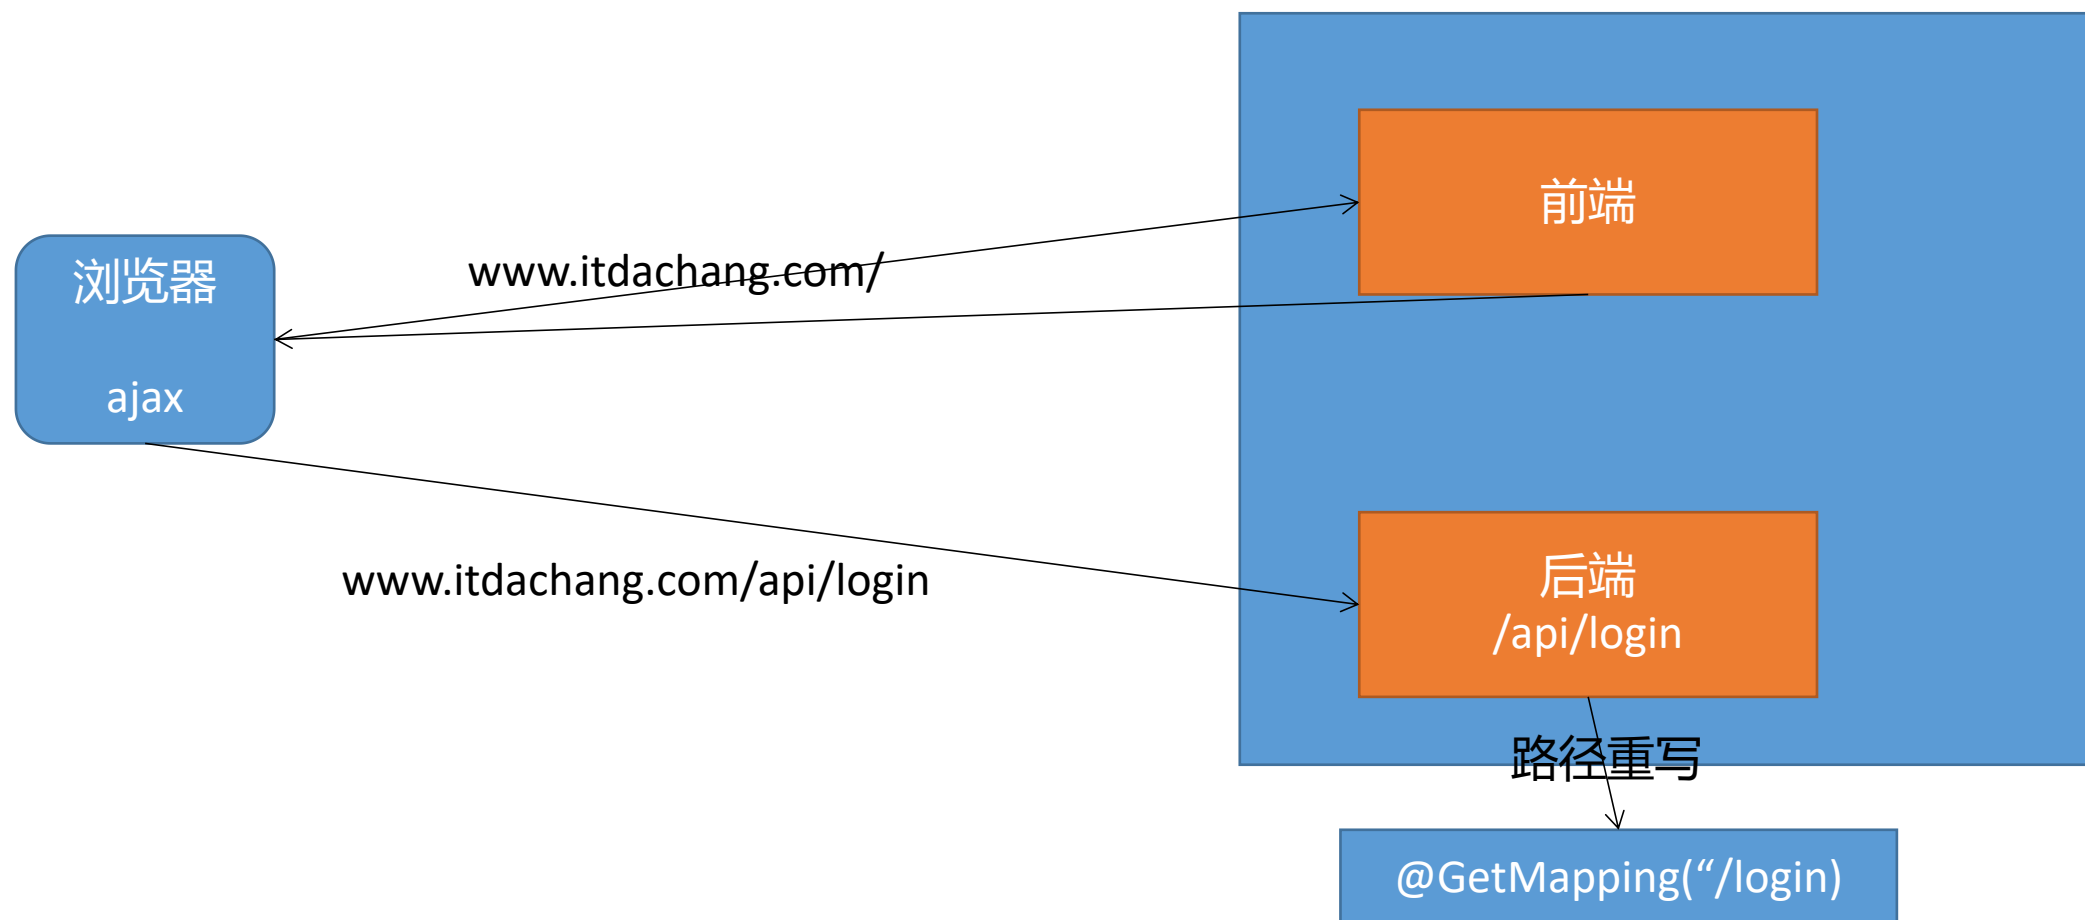 前端
www.itdachang.com/
浏览器
ajax
www.itdachang.com/api/login
后端
/api/login
路径重写
@GetMapping(“/login)